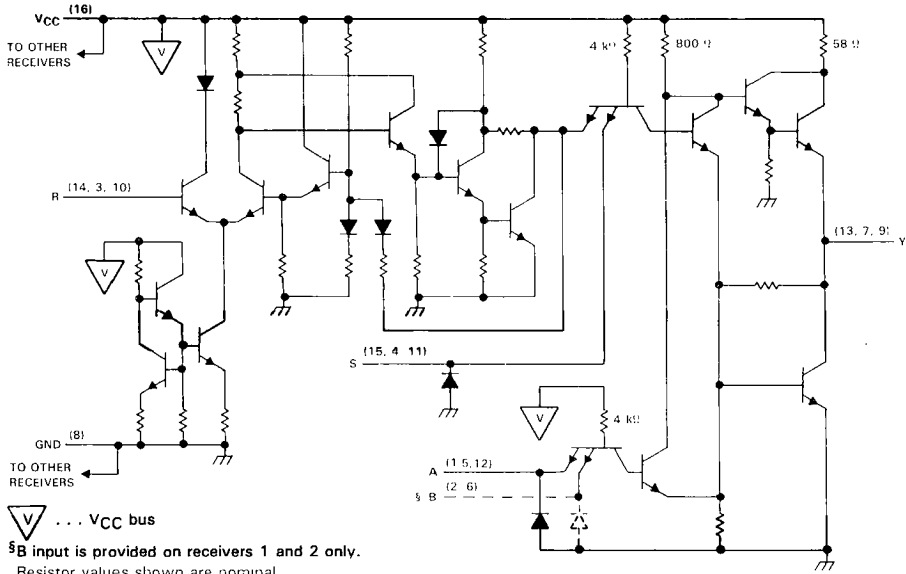 VCC (16)
TO OTHER
RECEIVERS
V
4 kΩ
800 Ω
58 Ω
R (14, 3, 10)
(13, 7, 9) Y
V
S (15, 4 11)
V
4 kΩ
GND (8)
TO OTHER
RECEIVERS
A (1 5,12)
§ B (2 6)
V ... VCC bus
§B input is provided on receivers 1 and 2 only.
Resistor values shown are nominal